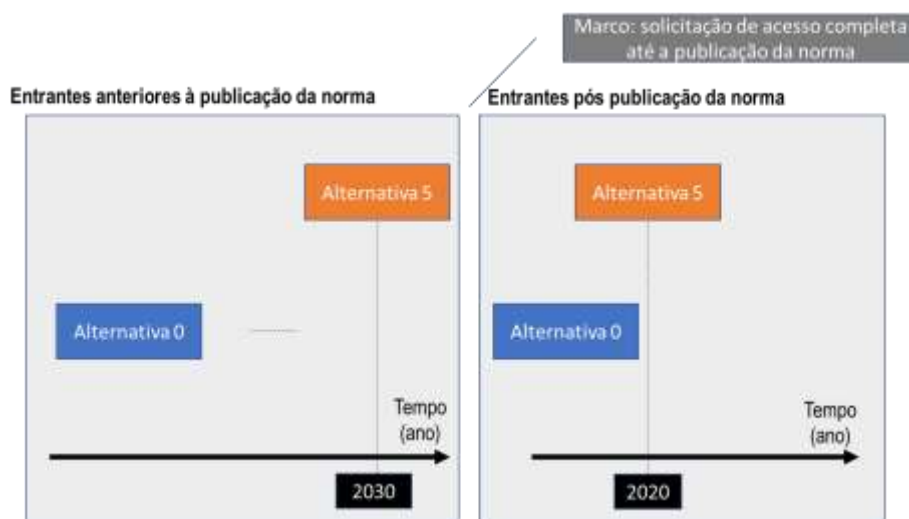 Marco: solicitação de acesso completa
até a publicação da norma
Entrantes anteriores à publicação da norma
Alternativa 5
Alternativa 0
Tempo
(ano)
2030
Entrantes pós publicação da norma
Alternativa 5
Alternativa 0
Tempo
(ano)
2020